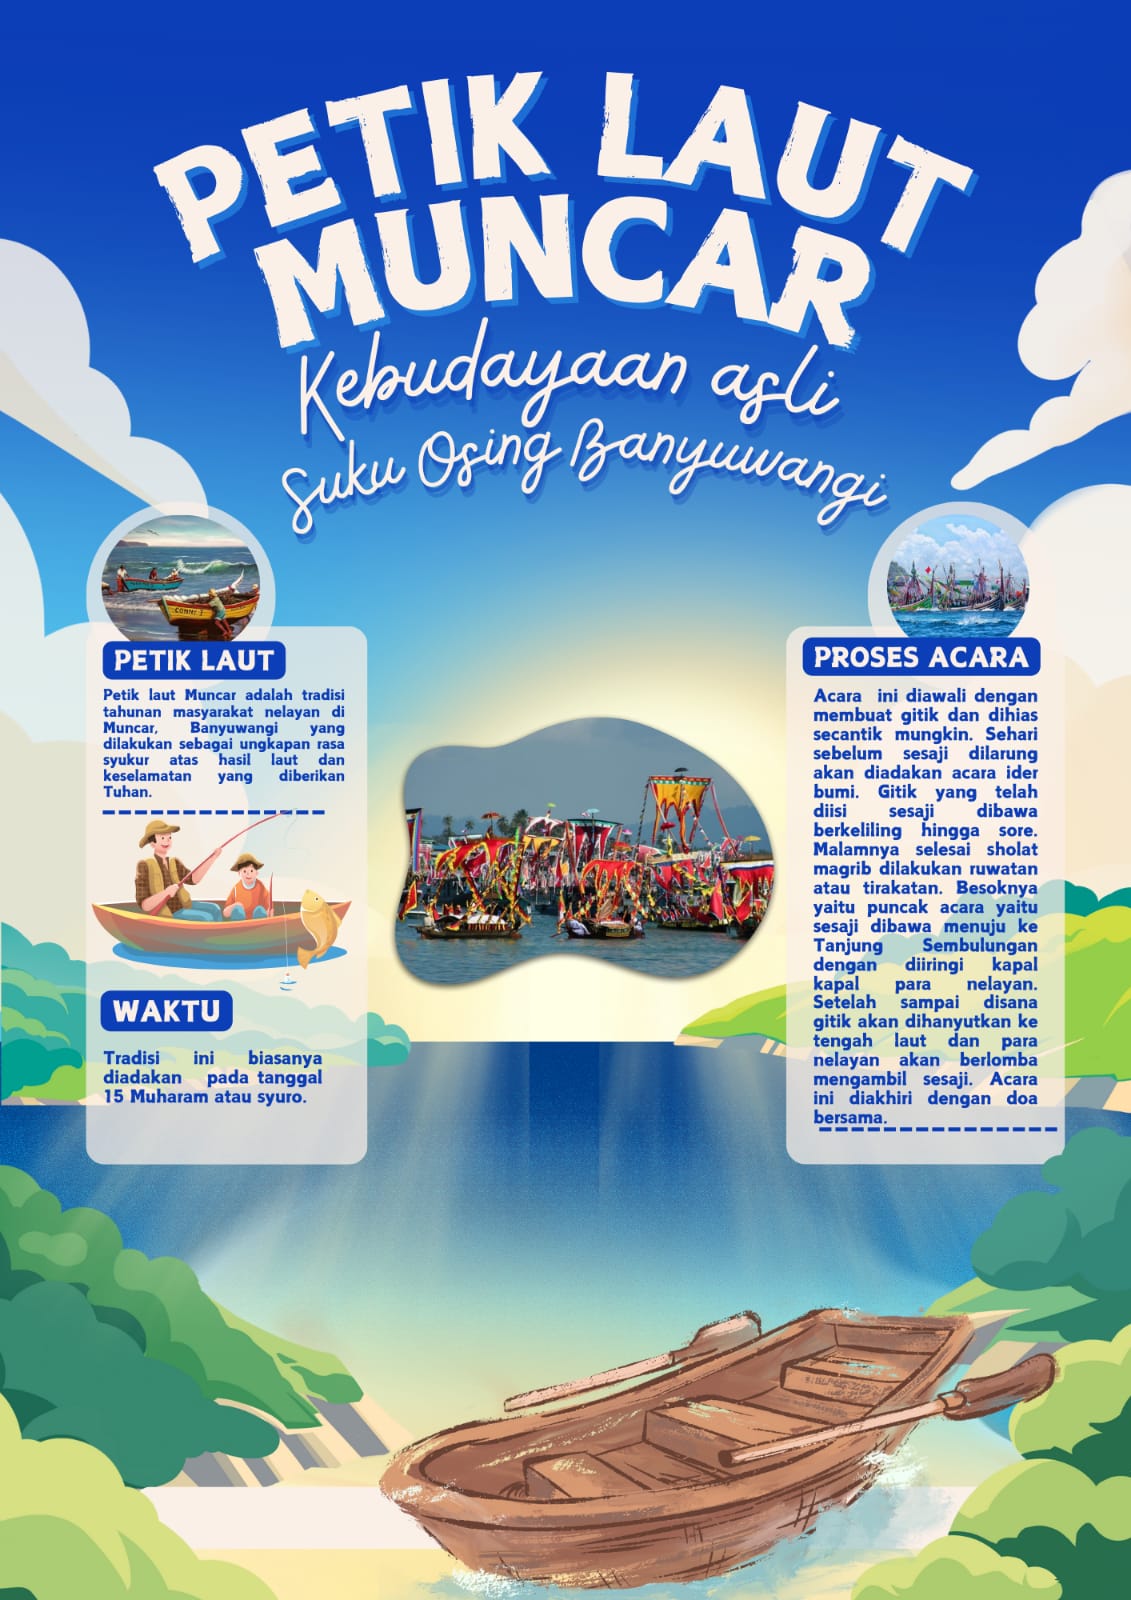 PETIK LAUT
MUNCAR
Kebudayaan asli
Suku Osing Banyuwangi
PETIK LAUT
Petik laut Muncar adalah tradisi
tahunan masyarakat nelayan di
Muncar, Banyuwangi yang
dilakukan sebagai ungkapan rasa
syukur atas hasil laut dan
keselamatan yang diberikan
Tuhan.
WAKTU
Tradisi ini biasanya
diadakan pada tanggal
15 Muharam atau syuro.
PROSES ACARA
Acara ini diawali dengan
membuat gitik dan dihias
secantik mungkin. Sehari
sebelum sesaji dilarung
akan diadakan acara ider
bumi. Gitik yang telah
diisi sesaji dibawa
berkeliling hingga sore.
Malamnya selesai sholat
magrib dilakukan ruwatan
atau tirakatan. Besoknya
yaitu puncak acara yaitu
sesaji dibawa menuju ke
Tanjung Sembulungan
dengan diiringi kapal
kapal para nelayan.
Setelah sampai disana
gitik akan dihanyutkan ke
tengah laut dan para
nelayan akan berlomba
mengambil sesaji. Acara
ini diakhiri dengan doa
bersama.